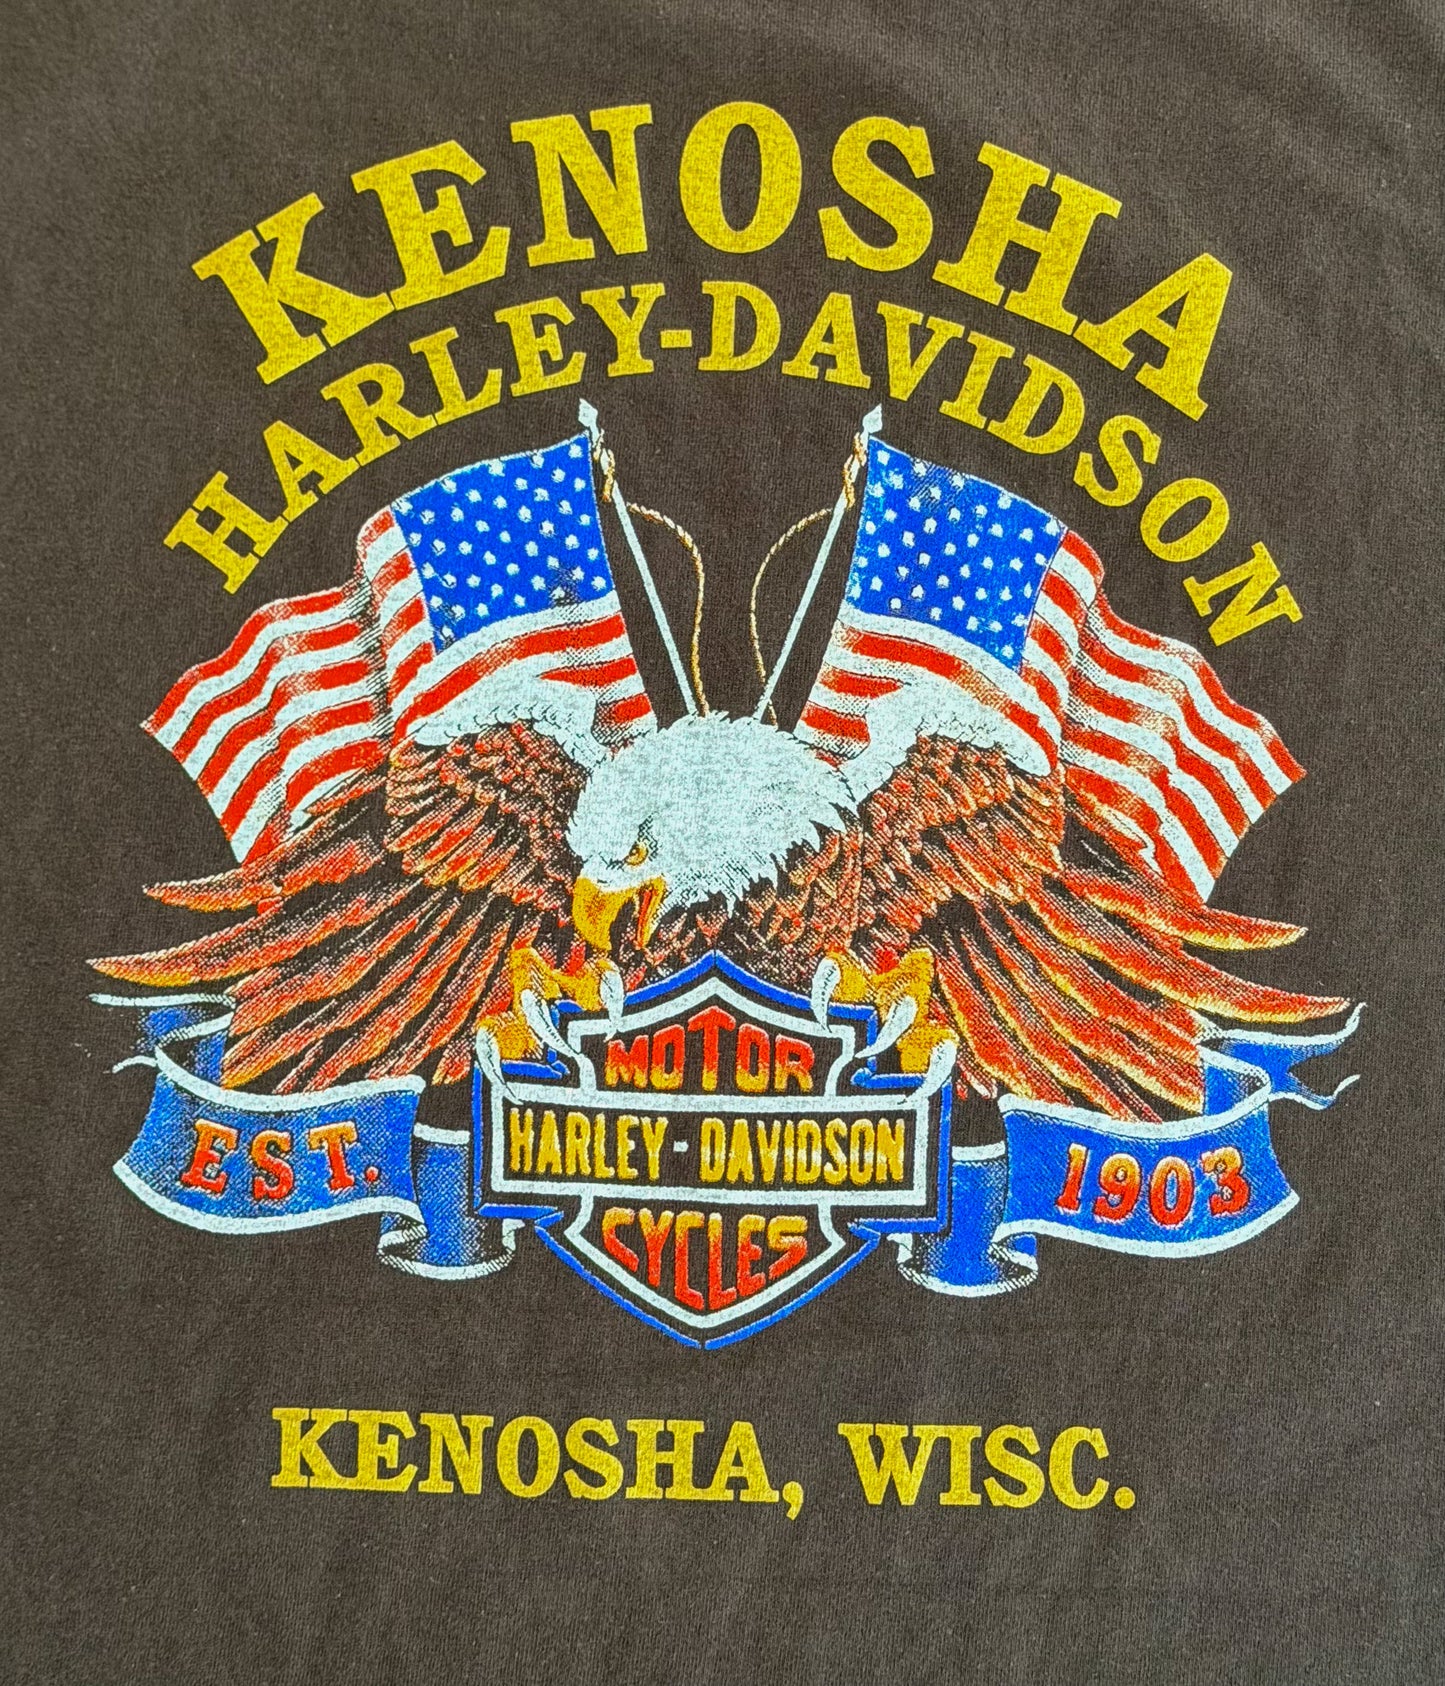 KENOSHA
HARLEY-DAVIDSON
MOTOR
HARLEY-DAVIDSON
CYCLES
EST. 1903
KENOSHA, WISC.